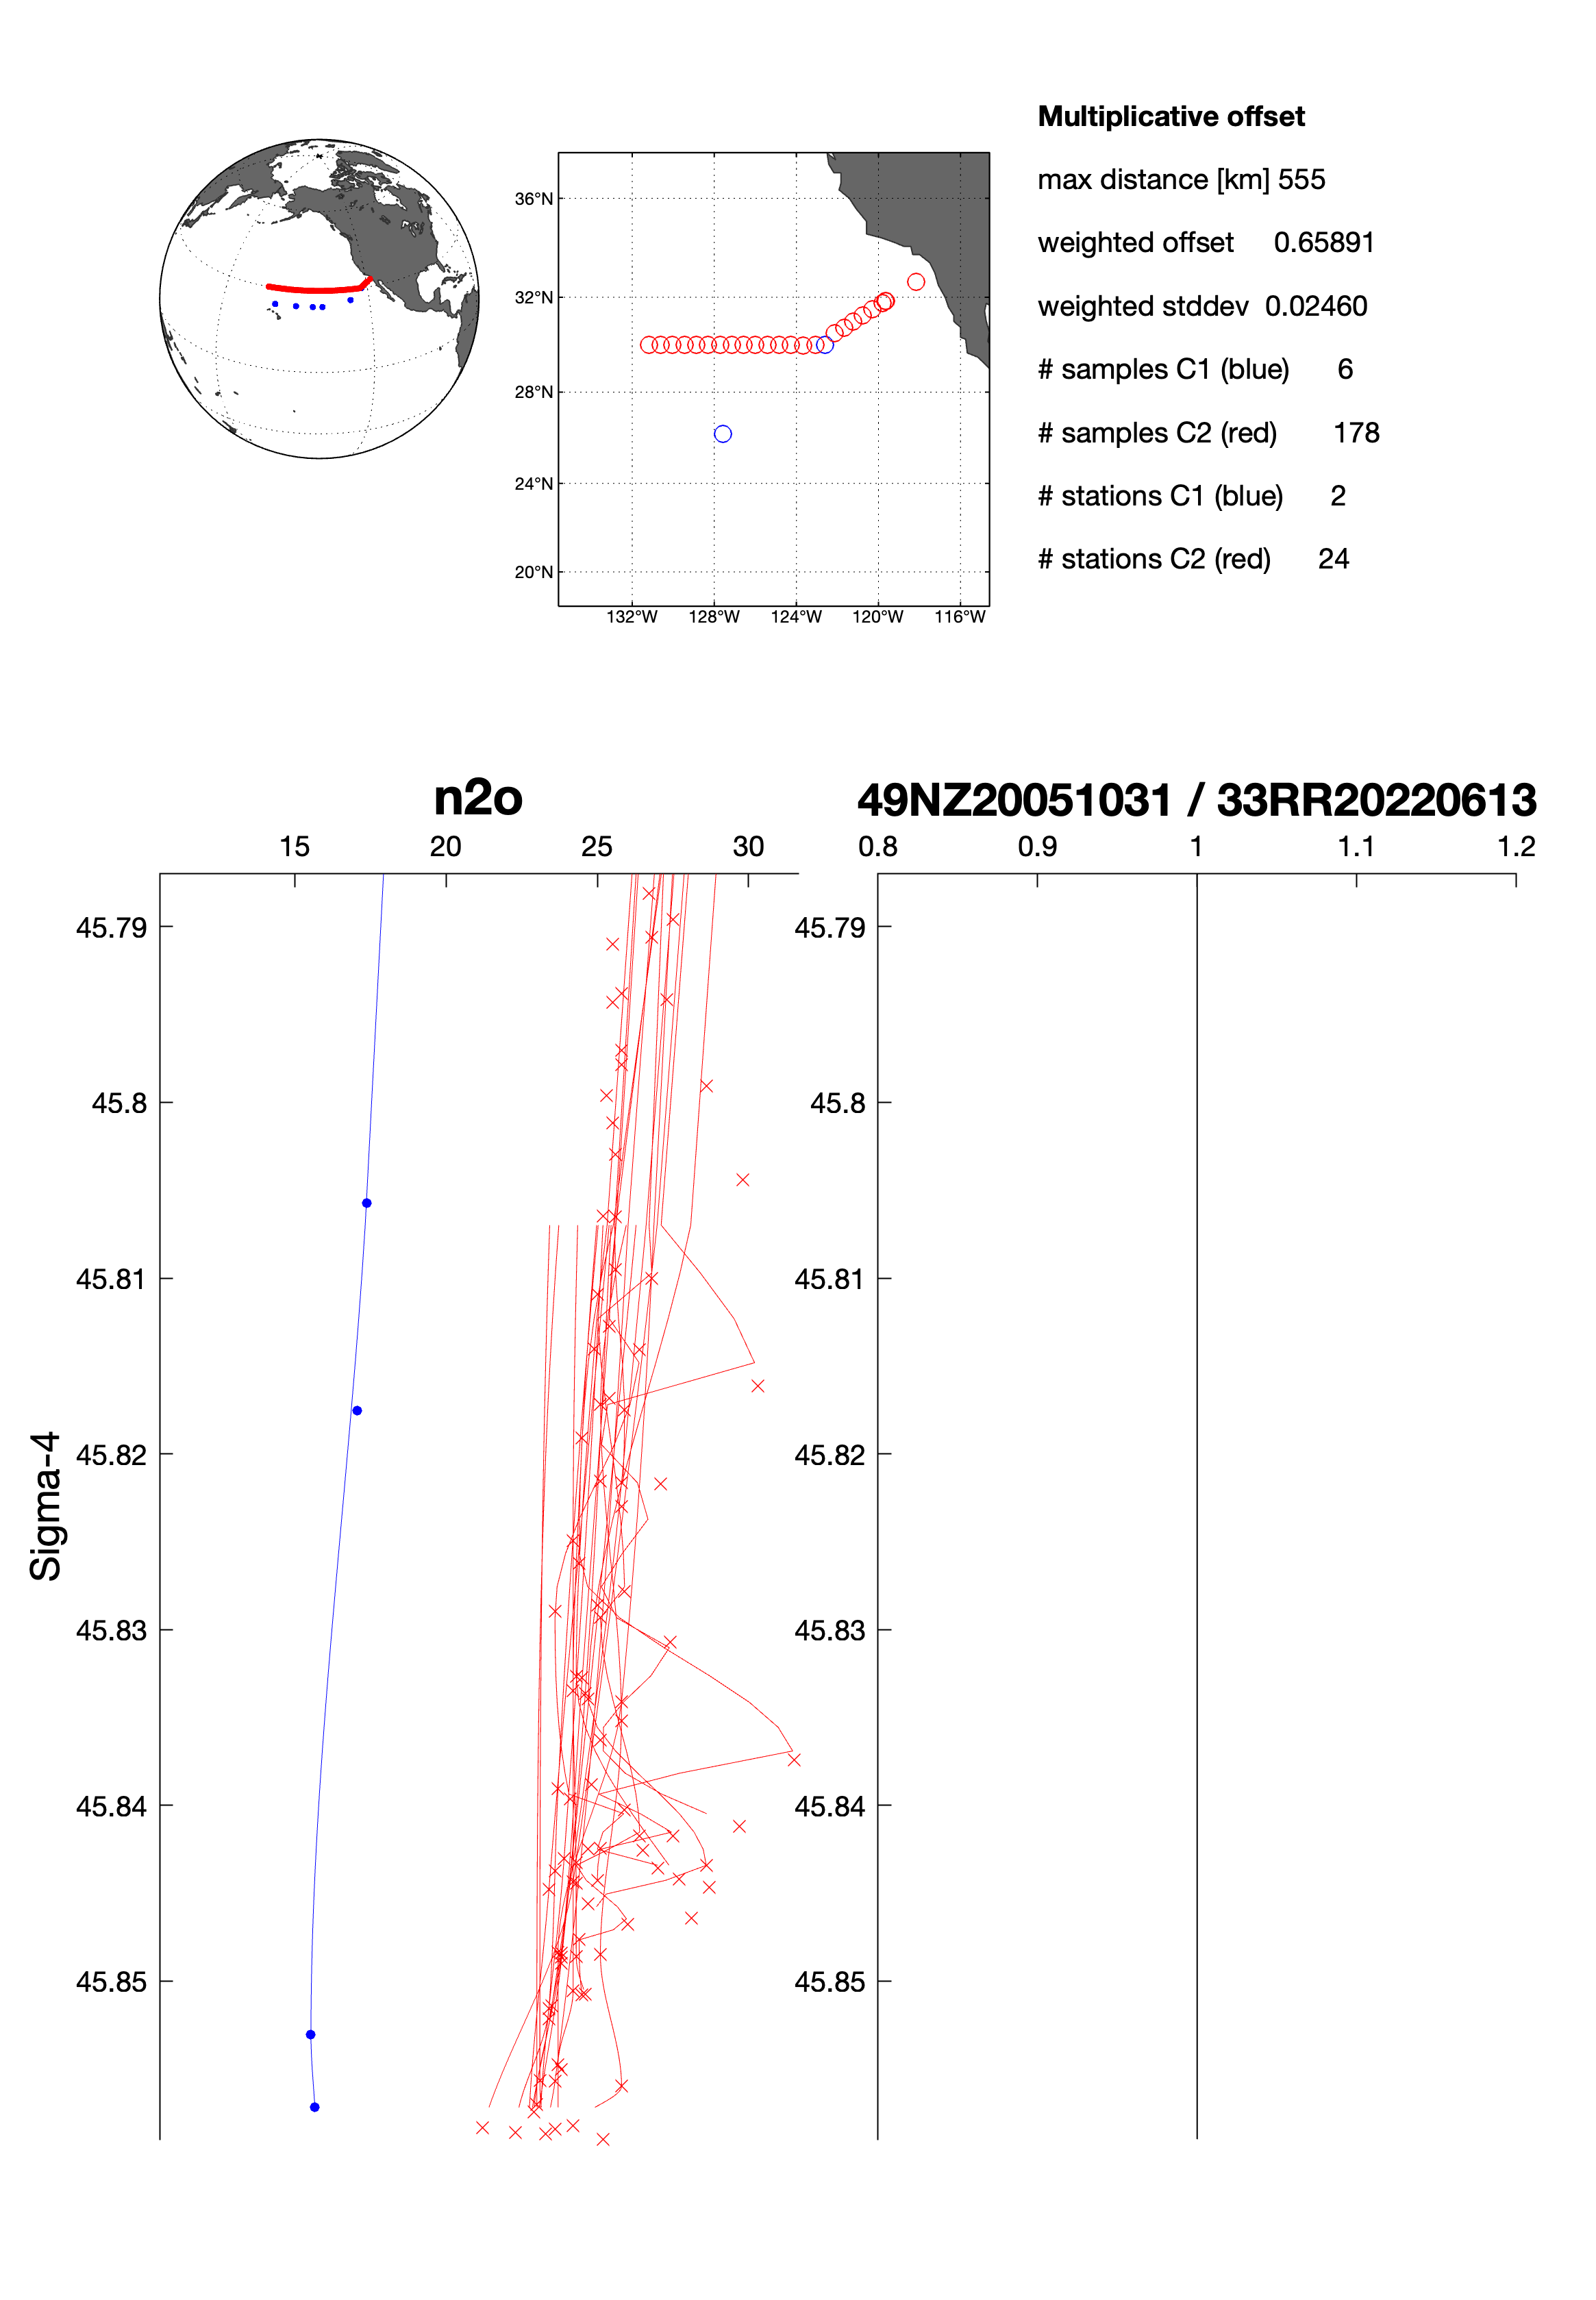 Multiplicative offset
max distance [km] 555
weighted offset 0.65891
weighted stddev 0.02460
# samples C1 (blue) 6
# samples C2 (red) 178
# stations C1 (blue) 2
# stations C2 (red) 24
36°N
32°N
28°N
24°N
20°N
132°W 128°W 124°W 120°W 116°W
n2o
15 20 25 30
45.79
45.8
45.81
45.82
45.83
45.84
45.85
Sigma-4
49NZ20051031 / 33RR20220613
0.8 0.9 1 1.1 1.2
45.79
45.8
45.81
45.82
45.83
45.84
45.85